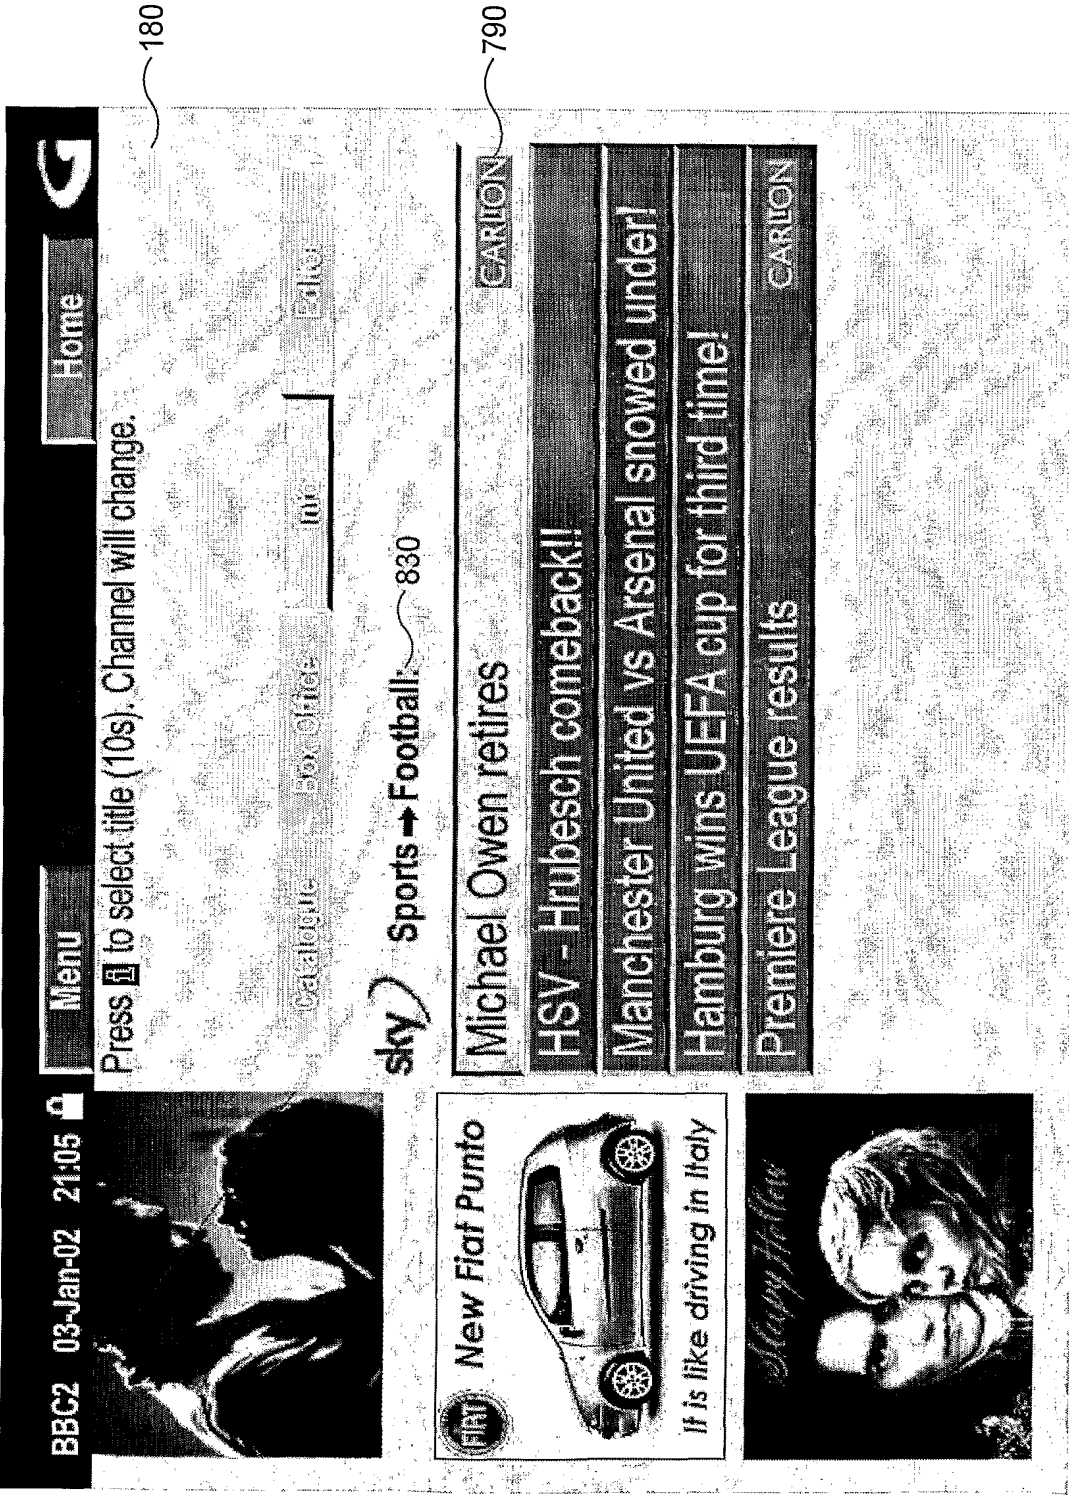 BBC2 03-Jan-02 21:05
Menu
Home
Press i to select title (10s). Channel will change.
180
Catalogue
Box Office
Info
Editor
sky Sports➞Football:
830
Michael Owen retires CARLTON
790
HSV - Hrubesch comeback!!
Manchester United vs Arsenal snowed under!
Hamburg wins UEFA cup for third time!
Premiere League results CARLTON
FIAT New Fiat Punto
It is like driving in Italy
Sleepy Hollow